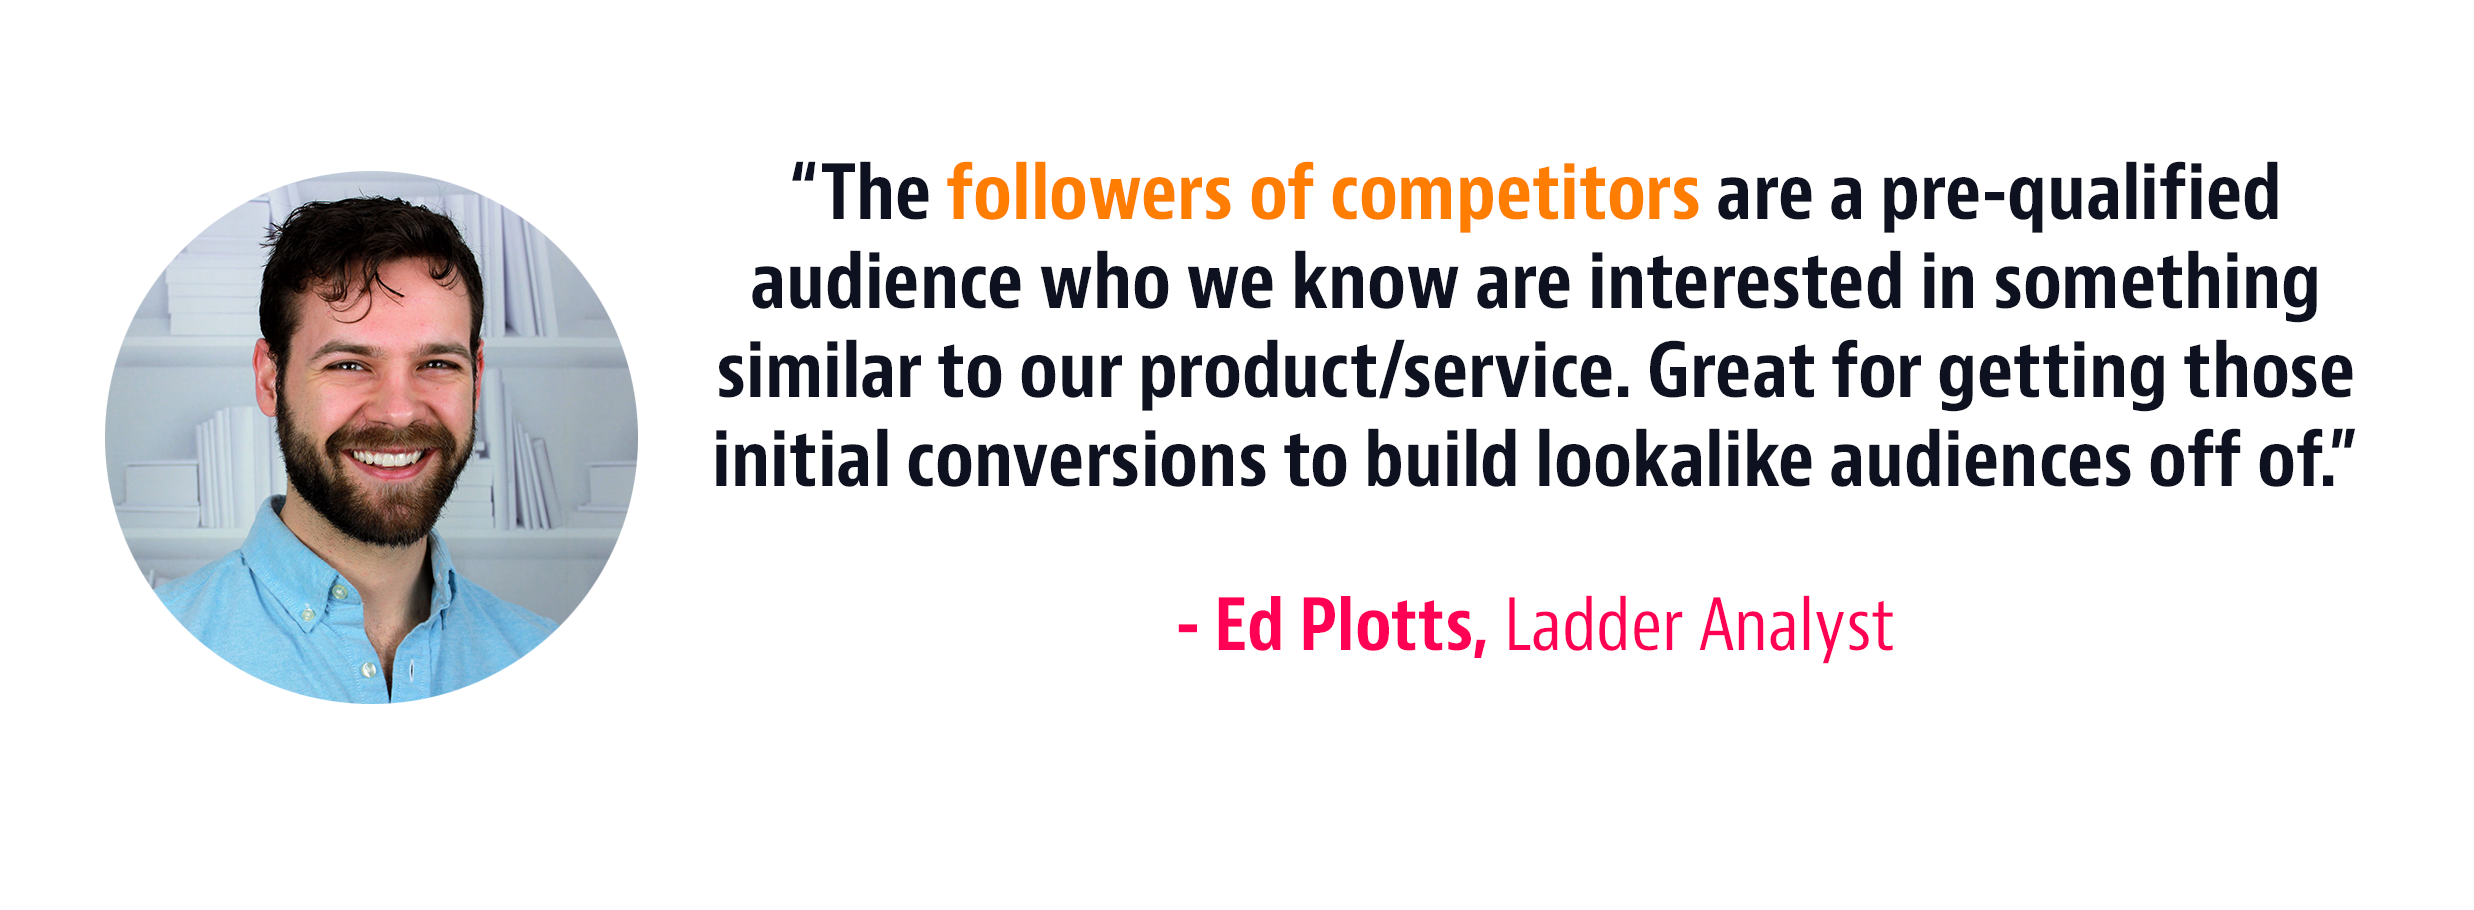 “The followers of competitors are a pre-qualified
audience who we know are interested in something
similar to our product/service. Great for getting those
initial conversions to build lookalike audiences off of.”
- Ed Plotts, Ladder Analyst